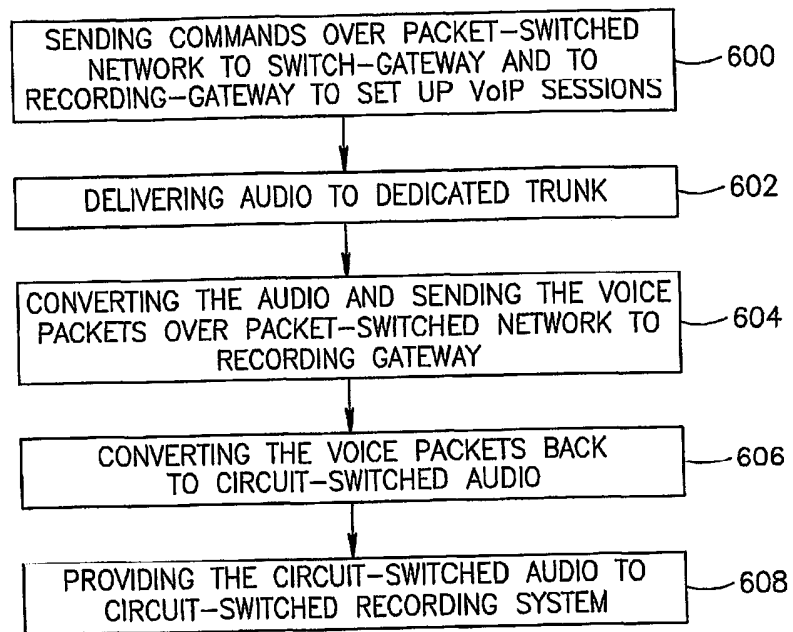 SENDING COMMANDS OVER PACKET-SWITCHED
NETWORK TO SWITCH-GATEWAY AND TO
RECORDING-GATEWAY TO SET UP VoIP SESSIONS
600
DELIVERING AUDIO TO DEDICATED TRUNK
602
CONVERTING THE AUDIO AND SENDING THE VOICE
PACKETS OVER PACKET-SWITCHED NETWORK TO
RECORDING GATEWAY
604
CONVERTING THE VOICE PACKETS BACK
TO CIRCUIT-SWITCHED AUDIO
606
PROVIDING THE CIRCUIT-SWITCHED AUDIO TO
CIRCUIT-SWITCHED RECORDING SYSTEM
608